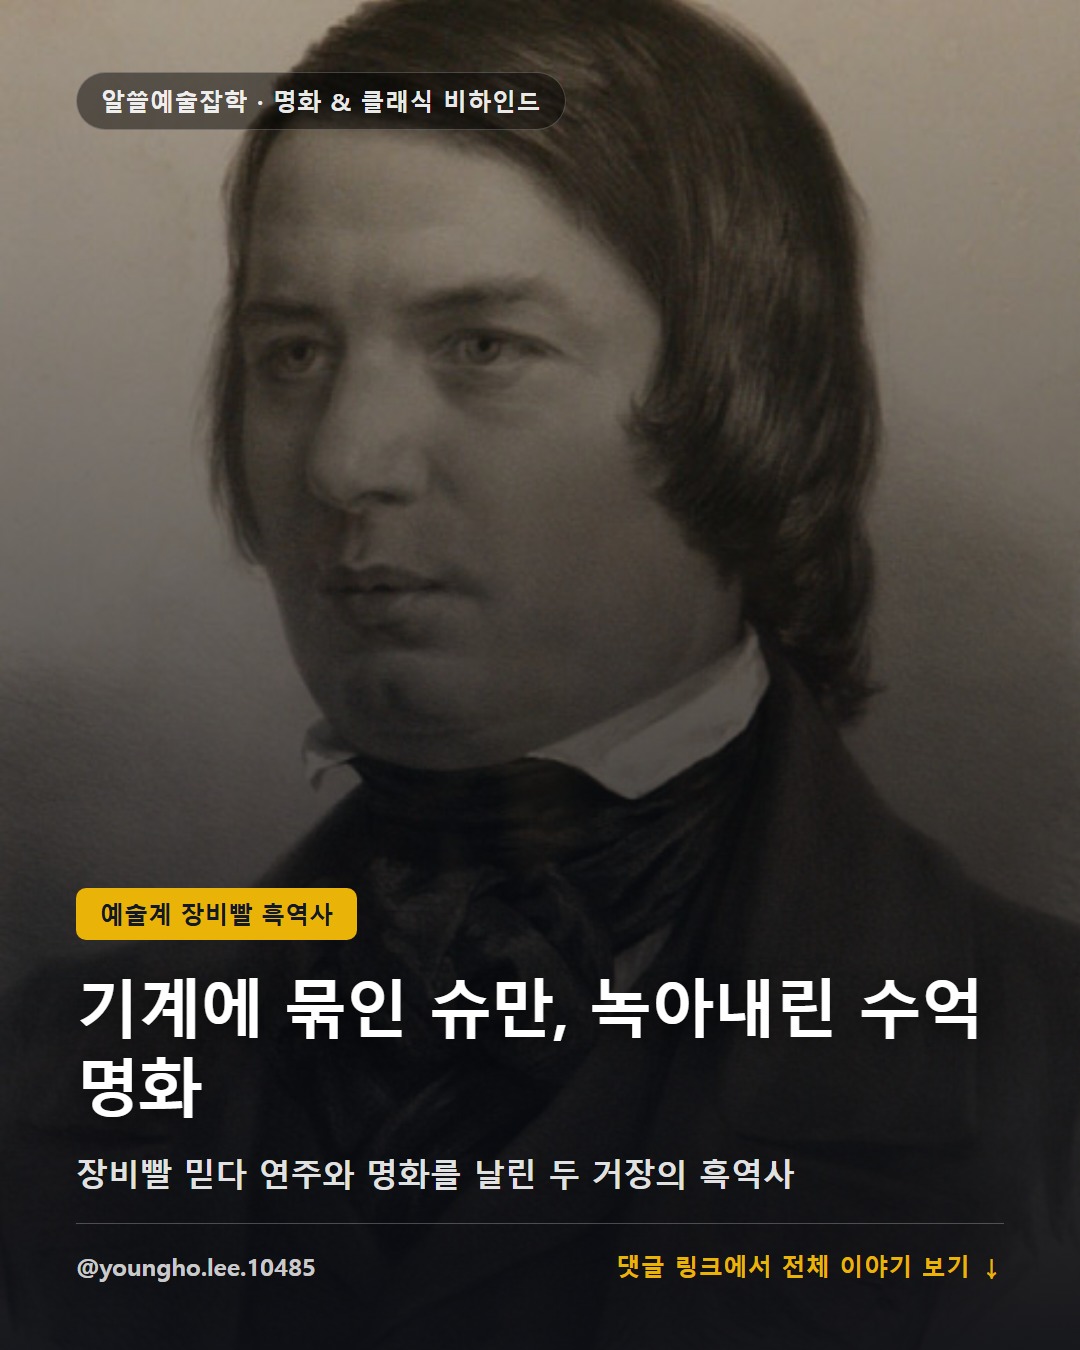 알쓸예술잡학 · 명화 & 클래식 비하인드
예술계 장비빨 흑역사
기계에 묶인 슈만, 녹아내린 수억
명화
장비빨 믿다 연주와 명화를 날린 두 거장의 흑역사
@youngho.lee.10485
댓글 링크에서 전체 이야기 보기 ↓